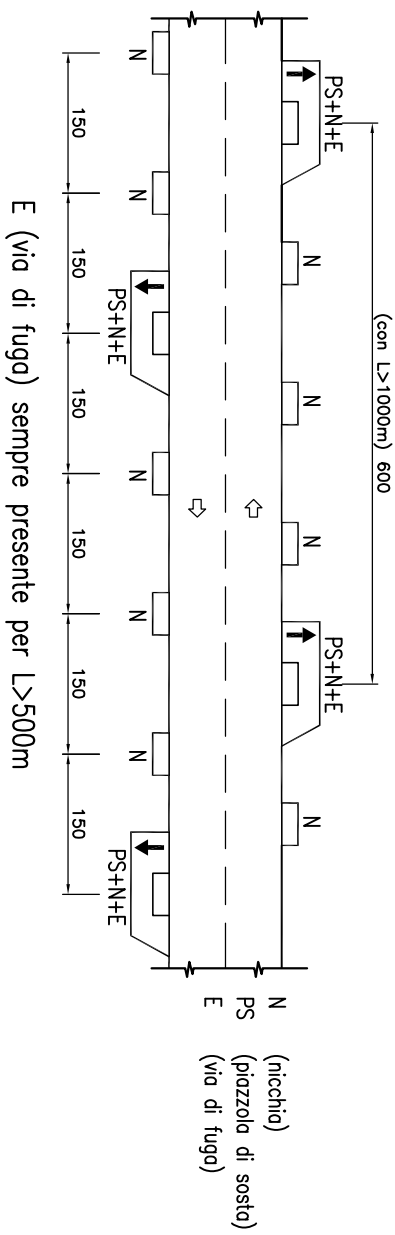 (con L>1000m) 600
PS+N+E PS+N+E
N N N N
N (nicchia)
PS (piazzola di sosta)
E (via di fuga)
N N PS+N+E N N N PS+N+E
150 150 150 150 150 150
E (via di fuga) sempre presente per L>500m